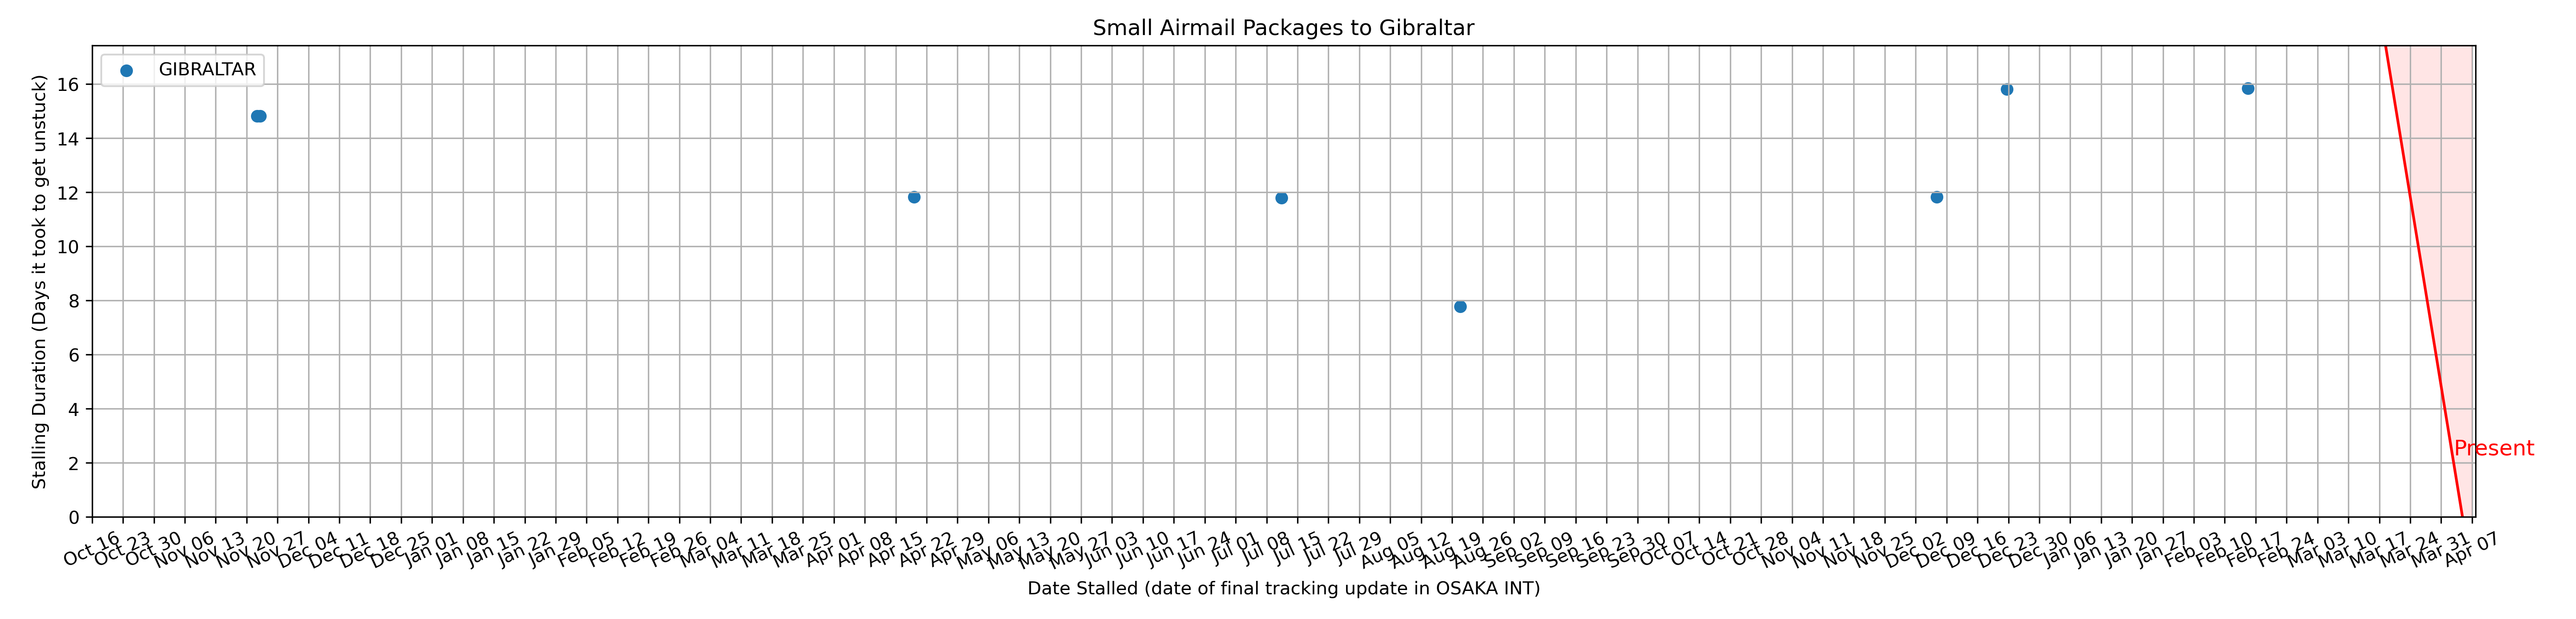 Small Airmail Packages to Gibraltar
GIBRALTAR
Stalling Duration (Days it took to get unstuck)
16
14
12
10
8
6
4
2
0
Present
Oct 16 Oct 23 Oct 30 Nov 06 Nov 13 Nov 20 Nov 27 Dec 04 Dec 11 Dec 18 Dec 25 Jan 01 Jan 08 Jan 15 Jan 22 Jan 29 Feb 05 Feb 12 Feb 19 Feb 26 Mar 04 Mar 11 Mar 18 Mar 25 Apr 01 Apr 08 Apr 15 Apr 22 Apr 29 May 06 May 13 May 20 May 27 Jun 03 Jun 10 Jun 17 Jun 24 Jul 01 Jul 08 Jul 15 Jul 22 Jul 29 Aug 05 Aug 12 Aug 19 Aug 26 Sep 02 Sep 09 Sep 16 Sep 23 Sep 30 Oct 07 Oct 14 Oct 21 Oct 28 Nov 04 Nov 11 Nov 18 Nov 25 Dec 02 Dec 09 Dec 16 Dec 23 Dec 30 Jan 06 Jan 13 Jan 20 Jan 27 Feb 03 Feb 10 Feb 17 Feb 24 Mar 03 Mar 10 Mar 17 Mar 24 Mar 31 Apr 07
Date Stalled (date of final tracking update in OSAKA INT)